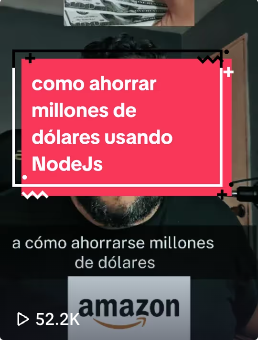 como ahorrar
millones de
dólares usando
NodeJs
a cómo ahorrarse millones
de dólares
amazon
52.2K